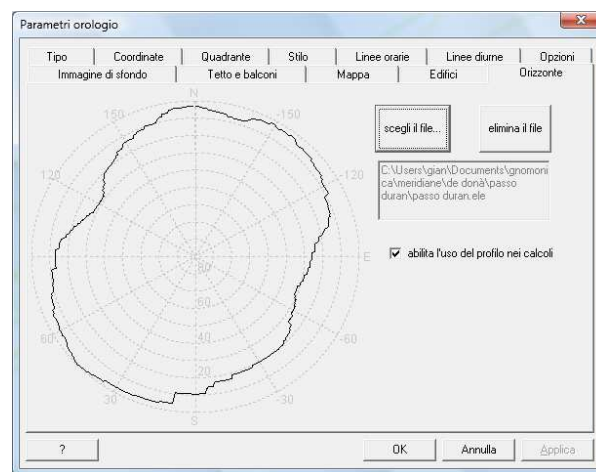 Parametri orologio
Tipo Coordinate Quadrante Stilo Linee orarie Linee diurne Opzioni
Immagine di sfondo Tetto e balconi Mappa Edifici Orizzonte
N
150 -150
120 -120
E
80
60
60 -60
40
20
30 -30
S
scegli il file...
elimina il file
C:\Users\gian\Documents\gnomoni
ca\meridiane\de donà\passo
duran\passo duran.ele
abilita l'uso del profilo nei calcoli
? OK Annulla Applica